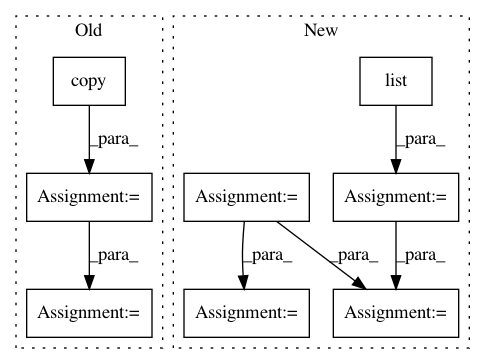 Old
New
copy
list
_para_
_para_
Assignment:=
Assignment:=
Assignment:=
_para_
_para_
_para_
_para_
Assignment:=
Assignment:=
Assignment:=